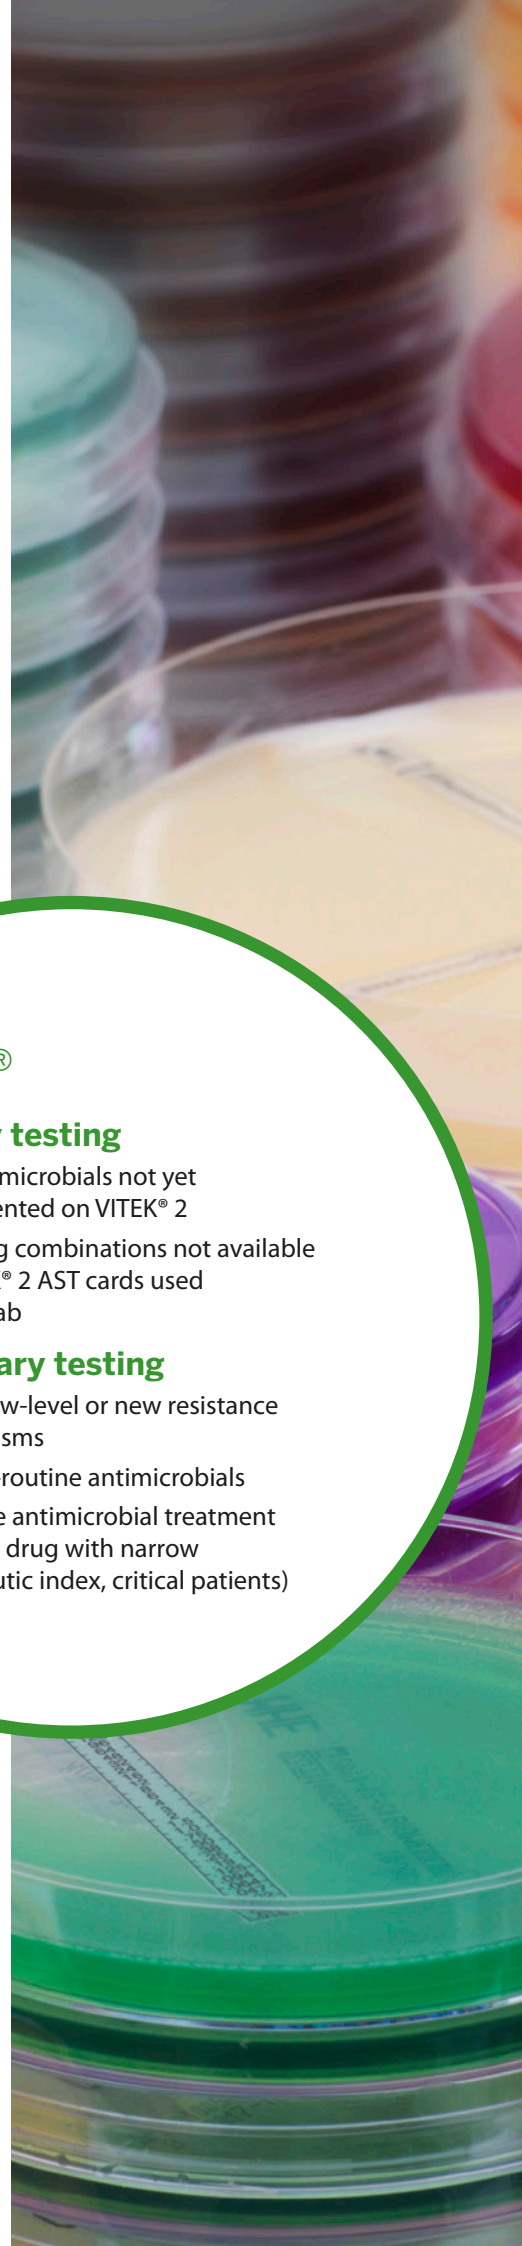 ®
y testing
microbials not yet
ented on VITEK® 2
g combinations not available
® 2 AST cards used
ab
ary testing
w-level or new resistance
sms
-routine antimicrobials
e antimicrobial treatment
drug with narrow
utic index, critical patients)